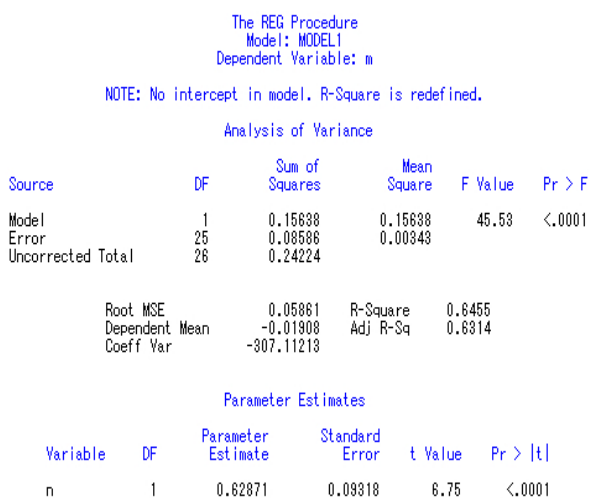 The REG Procedure
Model: MODEL1
Dependent Variable: m
NOTE: No intercept in model. R-Square is redefined.
Analysis of Variance
Sum of Mean
Source DF Squares Square F Value Pr > F
Model 1 0.15638 0.15638 45.53 <.0001
Error 25 0.08586 0.00343
Uncorrected Total 26 0.24224
Root MSE 0.05861 R-Square 0.6455
Dependent Mean -0.01908 Adj R-Sq 0.6314
Coeff Var -307.11213
Parameter Estimates
Parameter Standard
Variable DF Estimate Error t Value Pr > |t|
n 1 0.62871 0.09318 6.75 <.0001